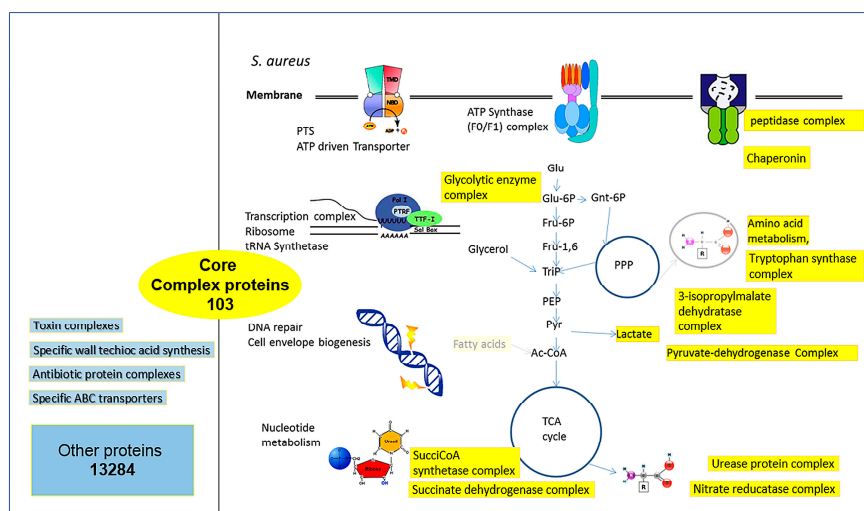 S. aureus
Membrane
TMD
NBD
PTS
ATP driven Transporter
ATP Synthase
(F0/F1) complex
peptidase complex
Chaperonin
Glycolytic enzyme
complex
Glu
Glu-6P
Gnt-6P
Fru-6P
Fru-1,6
TriP
PEP
Pyr
Ac-CoA
Glycerol
PPP
Lactate
Fatty acids
TCA
cycle
Transcription complex
Ribosome
tRNA Synthetase
Pol I
PTRF
TTF-I
UUUUUU
AAAAAA
Sal Box
Amino acid
metabolism,
Tryptophan synthase
complex
R
3-isopropylmalate
dehydratase
complex
Pyruvate-dehydrogenase Complex
Core
Complex proteins
103
DNA repair
Cell envelope biogenesis
Toxin complexes
Specific wall techioc acid synthesis
Antibiotic protein complexes
Specific ABC transporters
Other proteins
13284
Nucleotide
metabolism
Uracil
Ribose
SucciCoA
synthetase complex
Succinate dehydrogenase complex
R
Urease protein complex
Nitrate reducatase complex